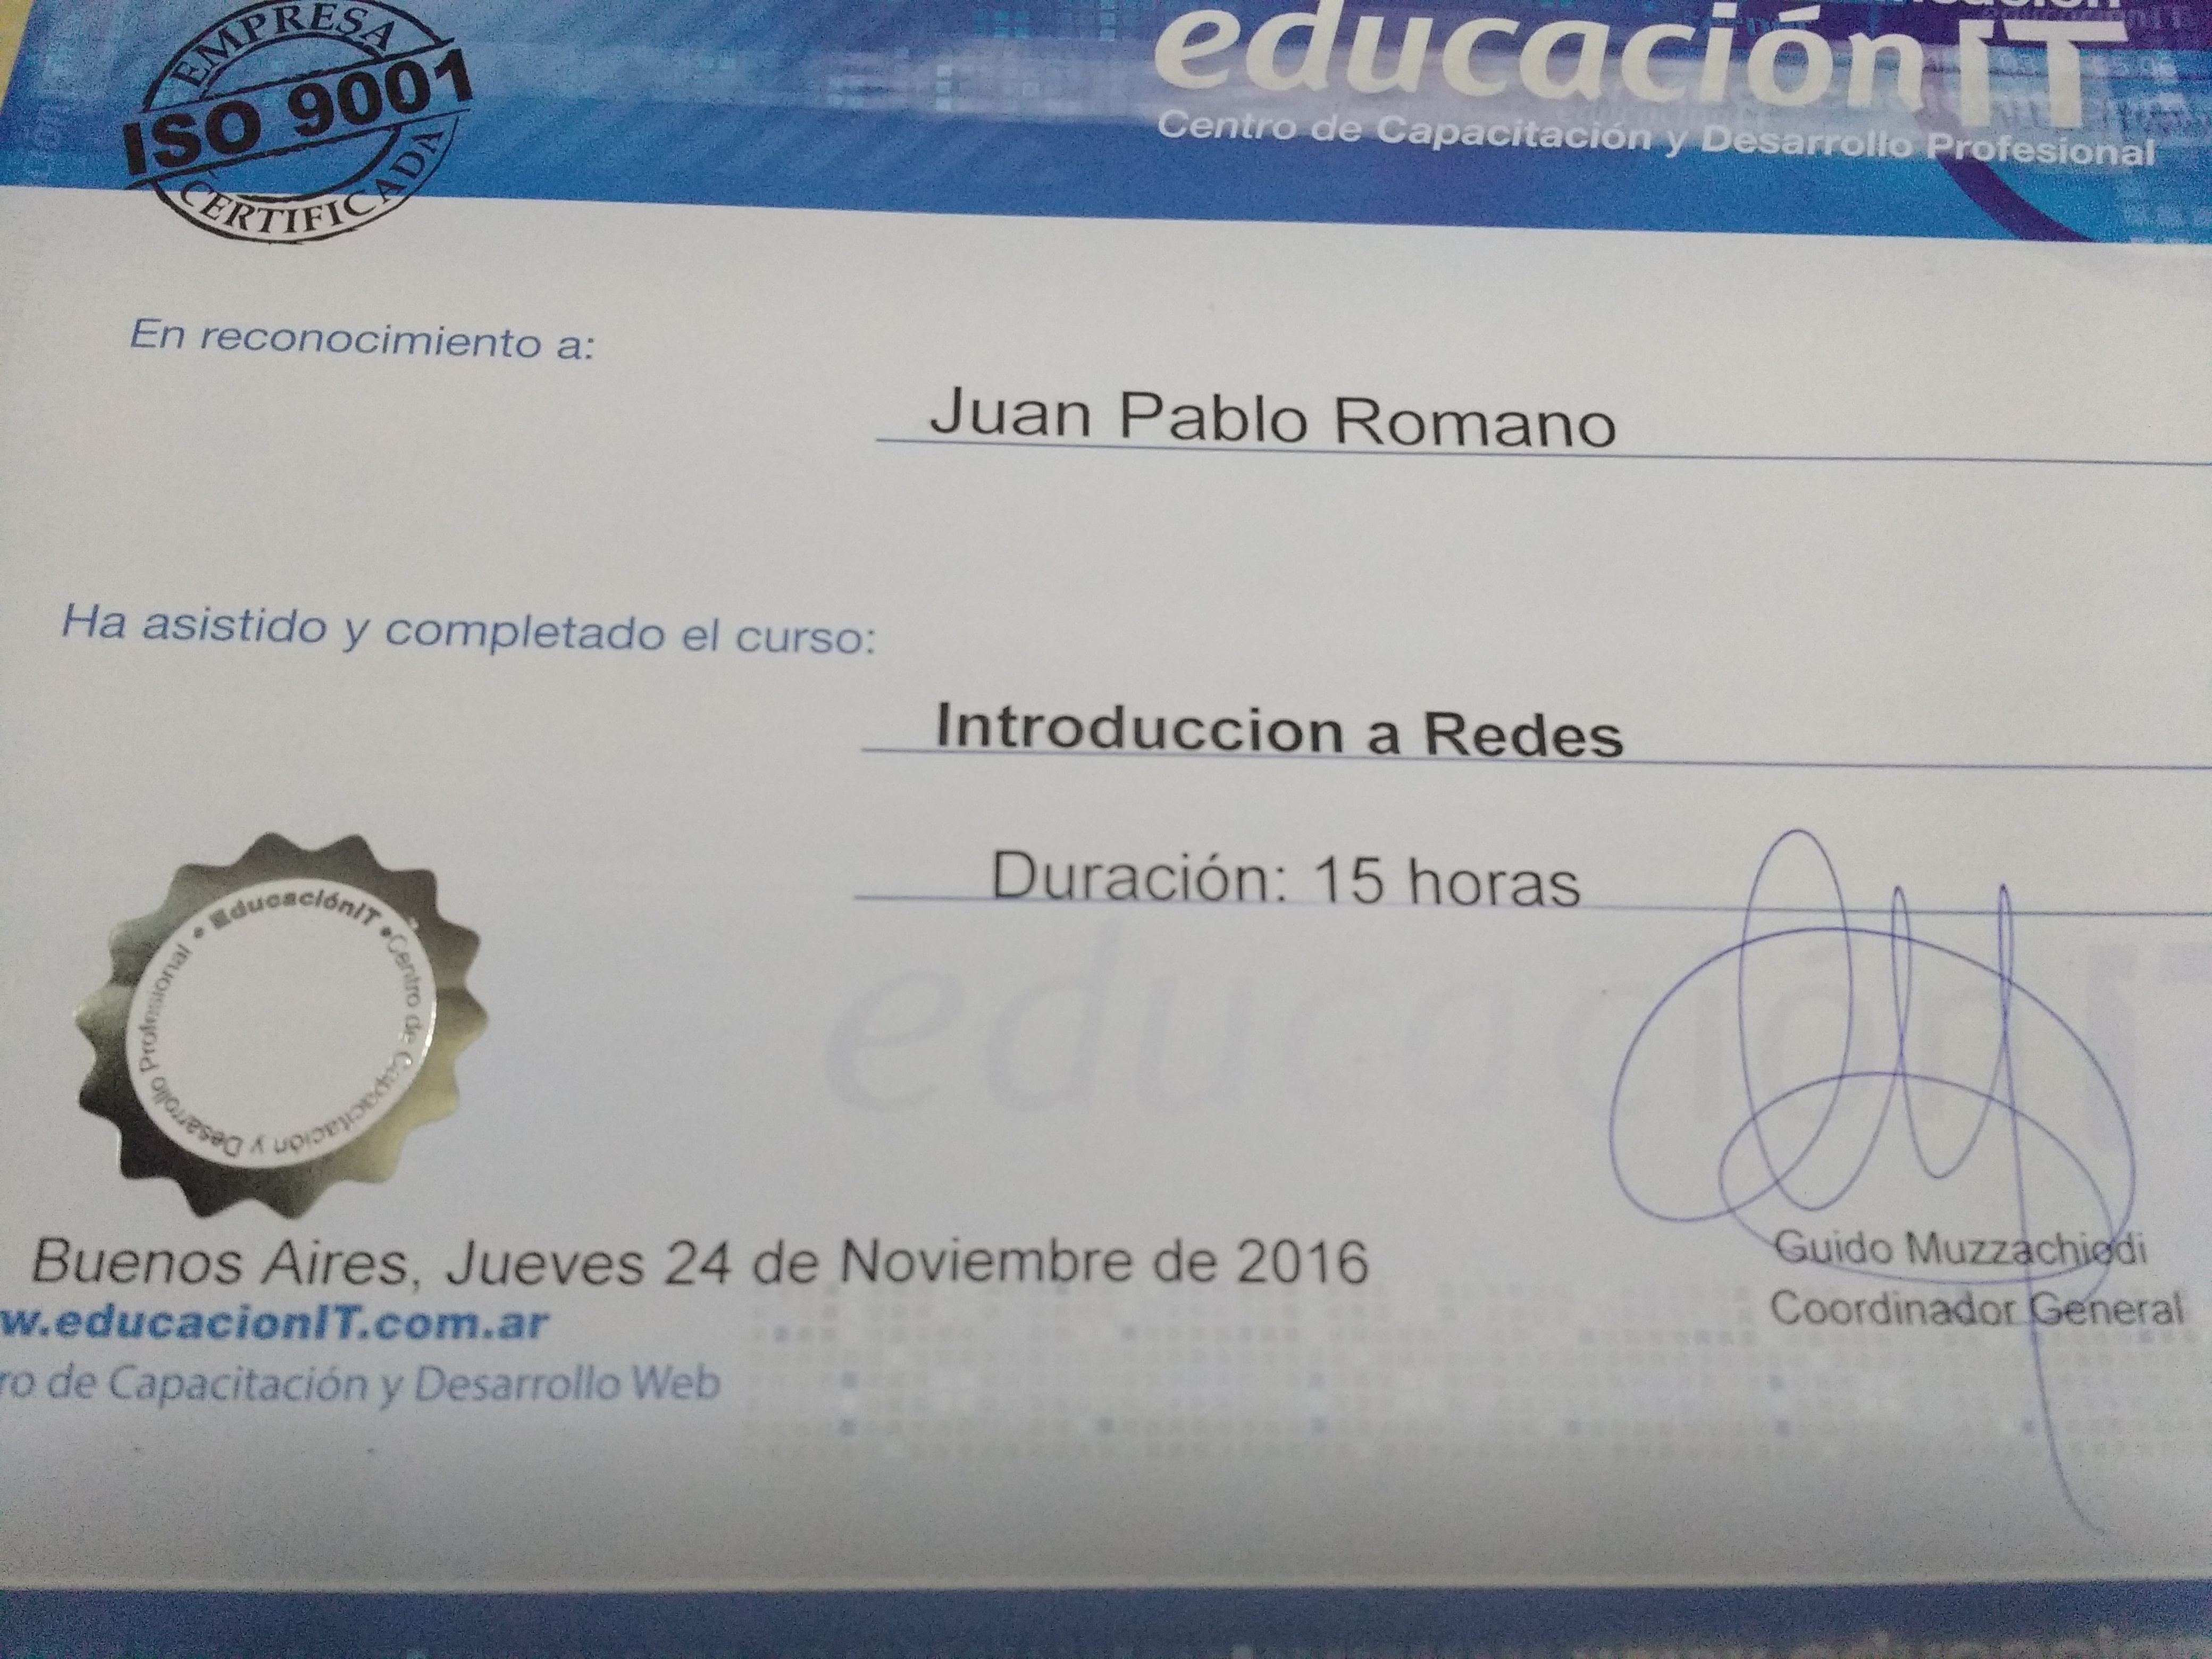 EMPRESA
ISO 9001
CERTIFICADA
educaciónIT
Centro de Capacitación y Desarrollo Profesional
En reconocimiento a:
Juan Pablo Romano
Ha asistido y completado el curso:
Introduccion a Redes
Duración: 15 horas
EducaciónIT • Centro de Capacitación y Desarrollo Profesional •
educaciónIT
Buenos Aires, Jueves 24 de Noviembre de 2016
w.educacionIT.com.ar
ro de Capacitación y Desarrollo Web
Guido Muzzachiodi
Coordinador General